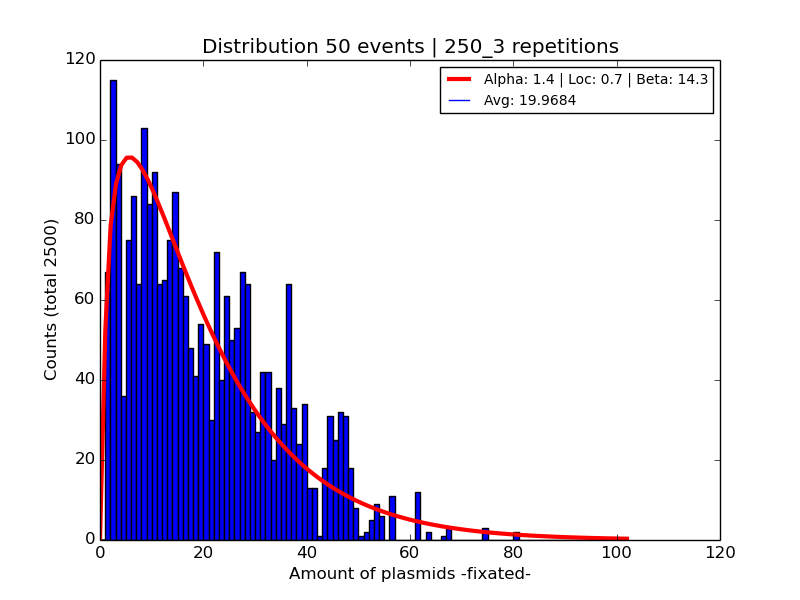 Distribution 50 events | 250_3 repetitions
Alpha: 1.4 | Loc: 0.7 | Beta: 14.3
Avg: 19.9684
120
100
80
60
40
20
0
Counts (total 2500)
0 20 40 60 80 100 120
Amount of plasmids -fixated-